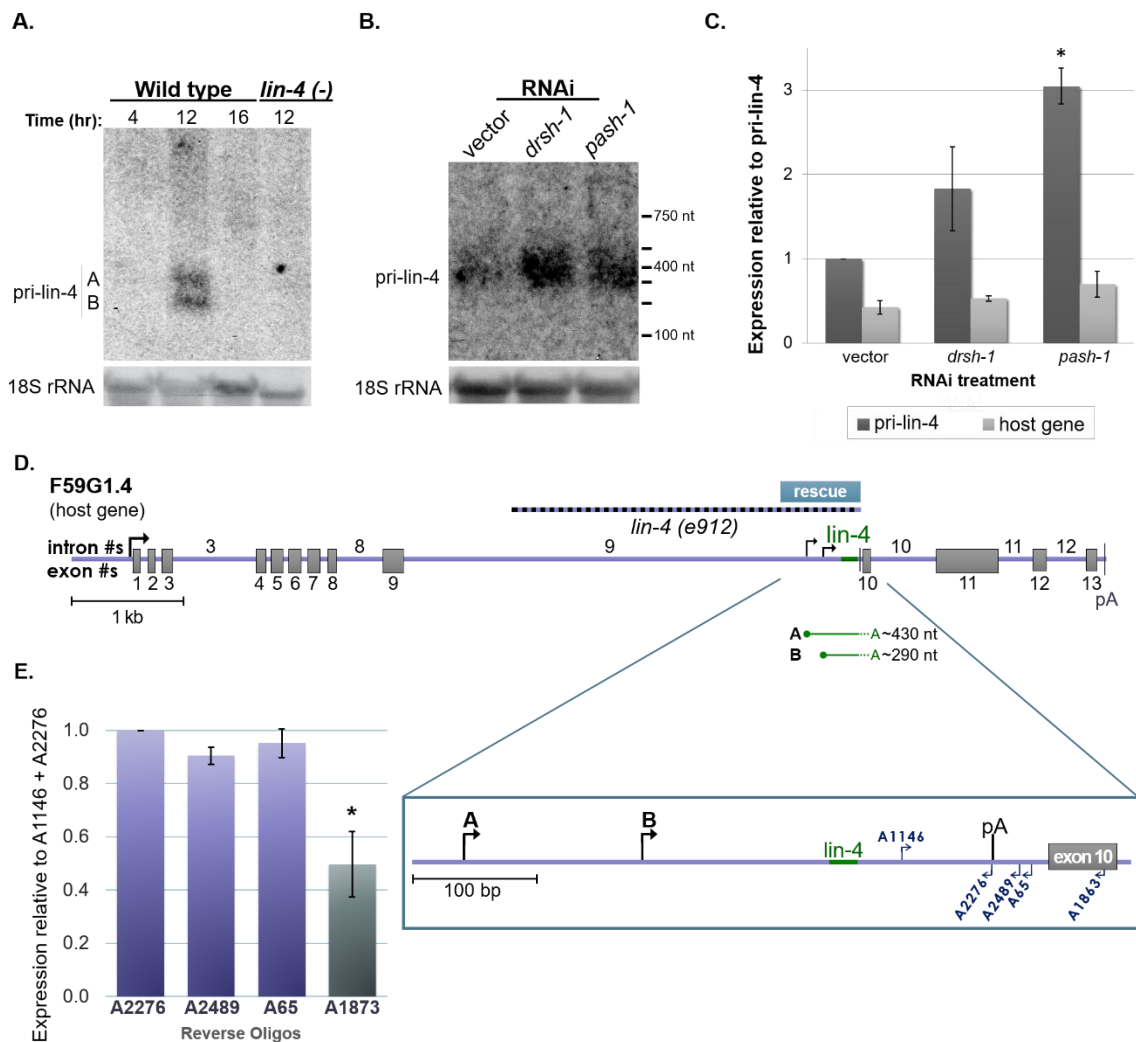 A.
Wild type lin-4 (-)
Time (hr): 4 12 16 12
pri-lin-4
A
B
18S rRNA
B.
RNAi
vector drsh-1 pash-1
750 nt
400 nt
100 nt
pri-lin-4
18S rRNA
C.
Expression relative to pri-lin-4
3
2
1
0
*
vector drsh-1 pash-1
RNAi treatment
pri-lin-4 host gene
D.
F59G1.4
(host gene)
rescue
lin-4 (e912)
lin-4
intron #s 3 8 9 10 11 12
exon #s
1 2 3 4 5 6 7 8 9 10 11 12 13
pA
1 kb
A A~430 nt
B A~290 nt
A B pA
lin-4 A1146
exon 10
100 bp
A2276 A2489 A65 A1863
E.
Expression relative to A1146 + A2276
1.0
0.8
0.6
0.4
0.2
0.0
*
A2276 A2489 A65 A1873
Reverse Oligos